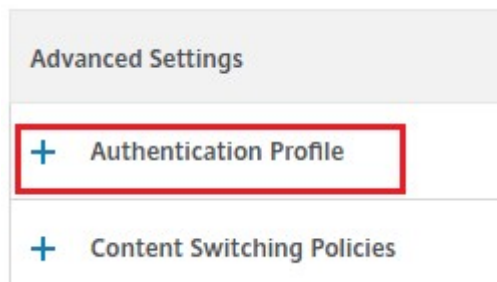 Advanced Settings
+ Authentication Profile
+ Content Switching Policies